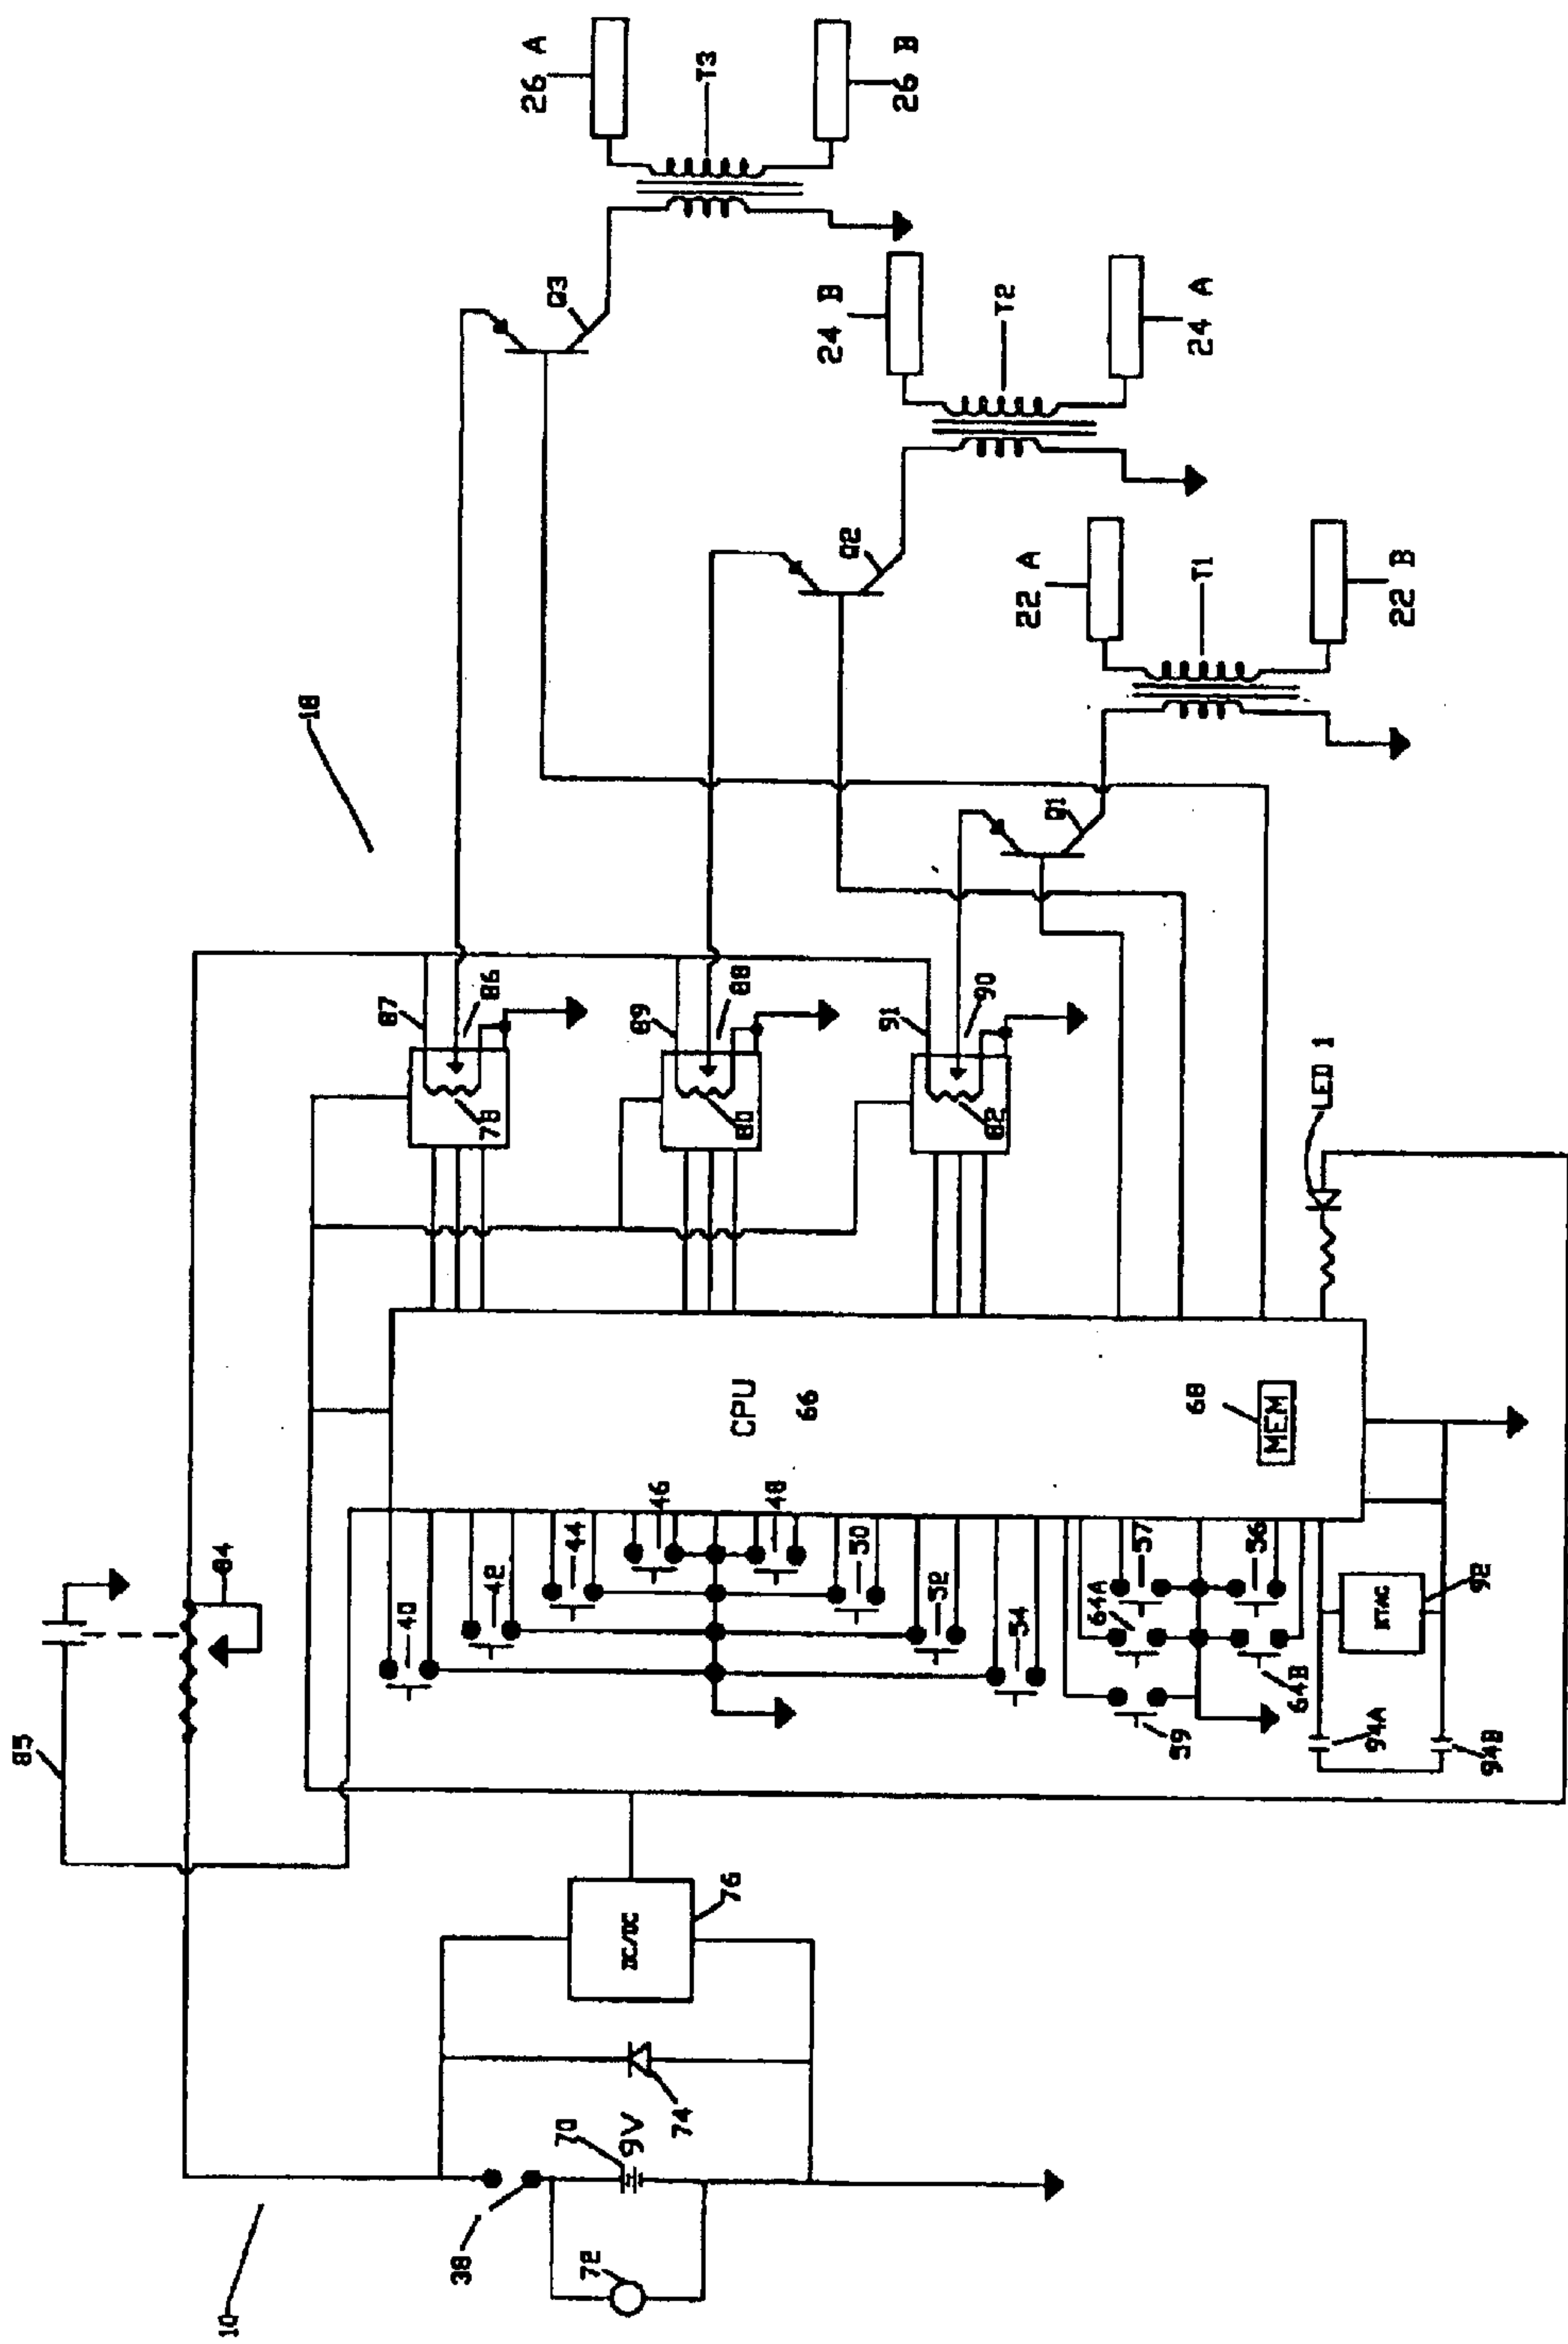 85
10
84
18
38
72
70
9V
74
DC/DC
76
40
42
44
46
48
50
52
54
64A
57
59
56
64B
XTAL
92
94A
94B
CPU
66
68
MEM
LED 1
87
86
78
89
88
80
91
90
82
Q3
26 A
T3
26 B
Q2
24 B
T2
24 A
Q1
22 A
T1
22 B